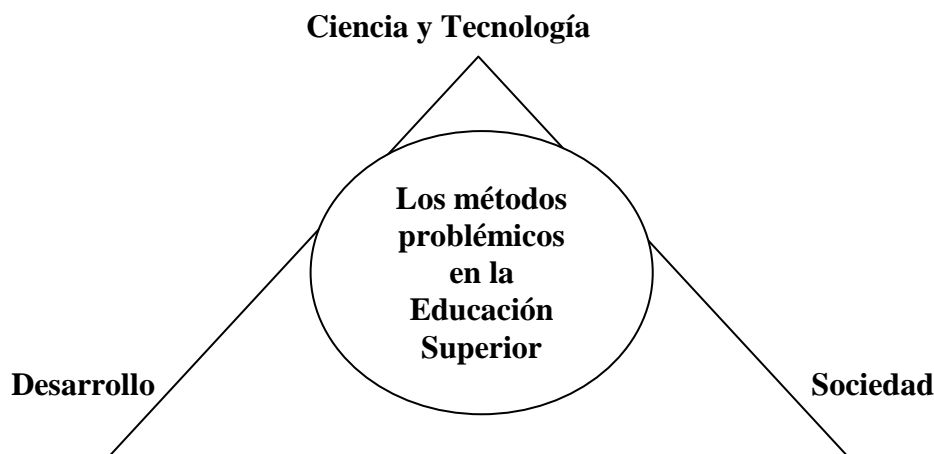 Ciencia y Tecnología
Los métodos
problémicos
en la
Educación
Superior
Desarrollo
Sociedad